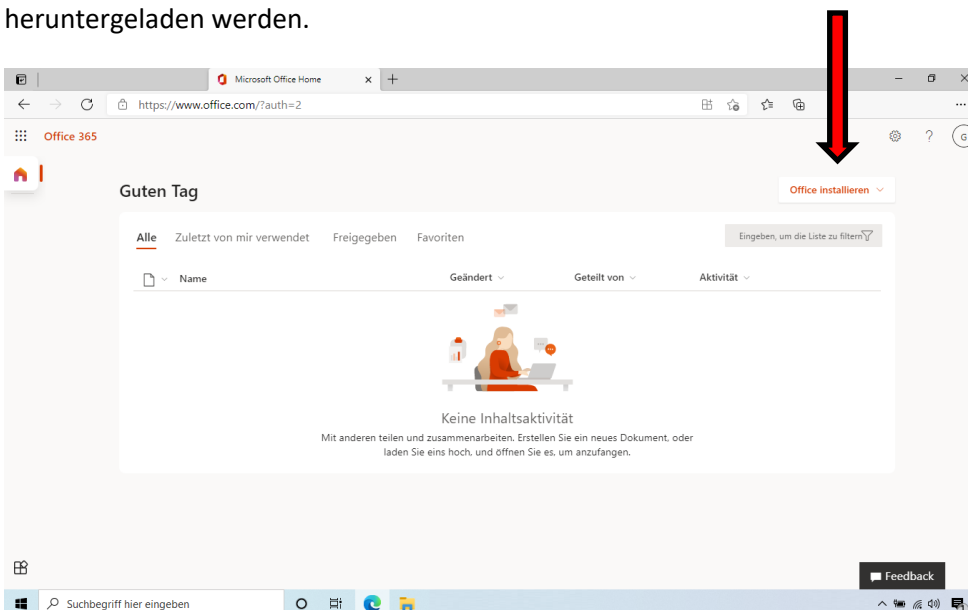 heruntergeladen werden.
Microsoft Office Home
https://www.office.com/?auth=2
Office 365
?
G
Guten Tag
Office installieren
Alle Zuletzt von mir verwendet Freigegeben Favoriten
Eingeben, um die Liste zu filtern
Name Geändert Geteilt von Aktivität
Keine Inhaltsaktivität
Mit anderen teilen und zusammenarbeiten. Erstellen Sie ein neues Dokument, oder
laden Sie eins hoch, und öffnen Sie es, um anzufangen.
Feedback
Suchbegriff hier eingeben